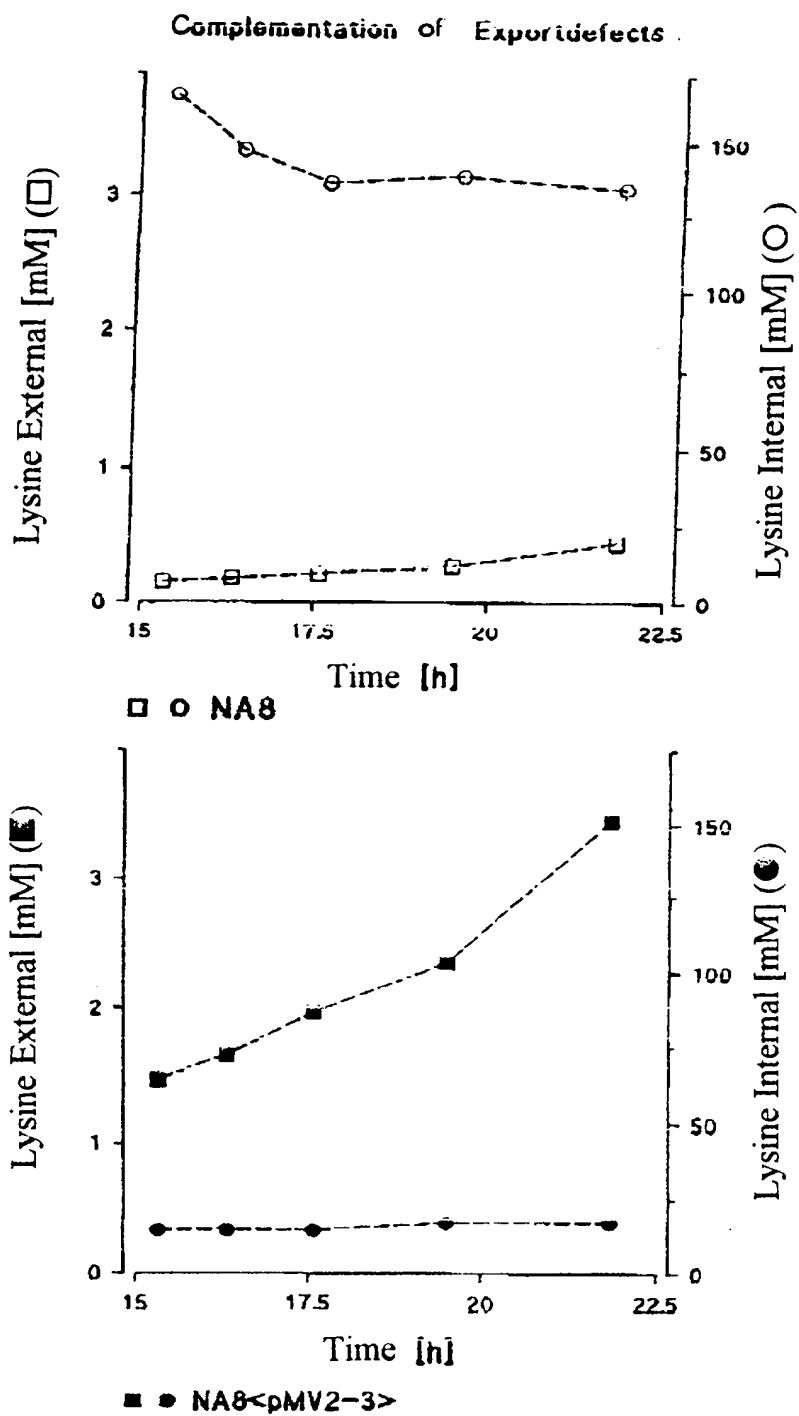 Complementation of Exportdefects
Lysine External [mM] (□)
3
2
1
0
150
100
50
0
Lysine Internal [mM] (○)
15
17.5
20
22.5
Time [h]
□ ○ NA8
Lysine External [mM] (■)
3
2
1
0
150
100
50
0
Lysine Internal [mM] (●)
15
17.5
20
22.5
Time [h]
■ ● NA8<pMV2-3>